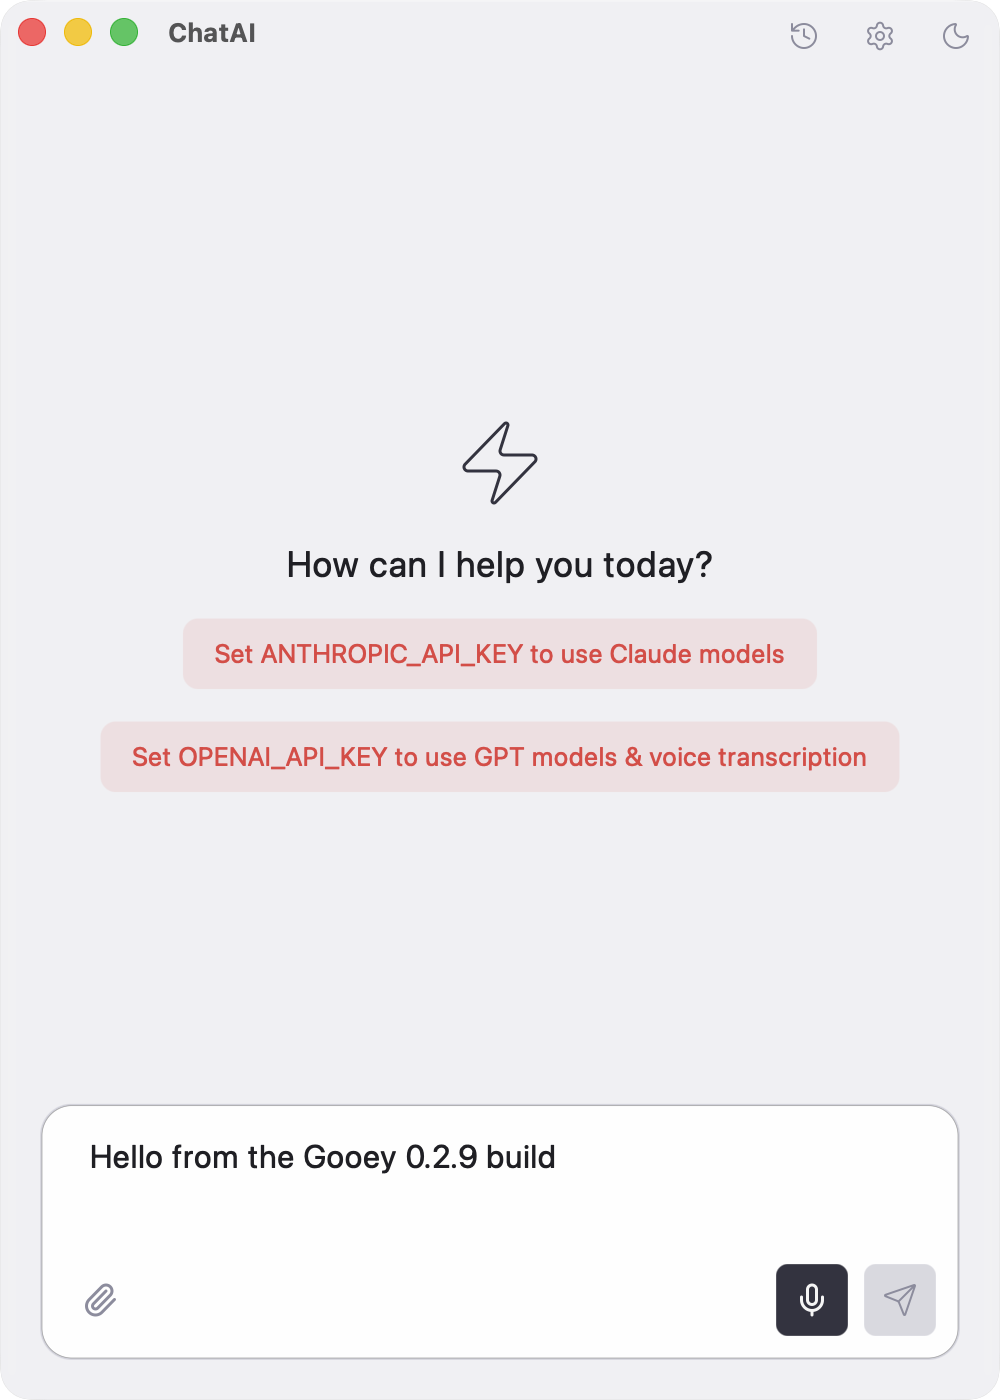 ChatAI
How can I help you today?
Set ANTHROPIC_API_KEY to use Claude models
Set OPENAI_API_KEY to use GPT models & voice transcription
Hello from the Gooey 0.2.9 build